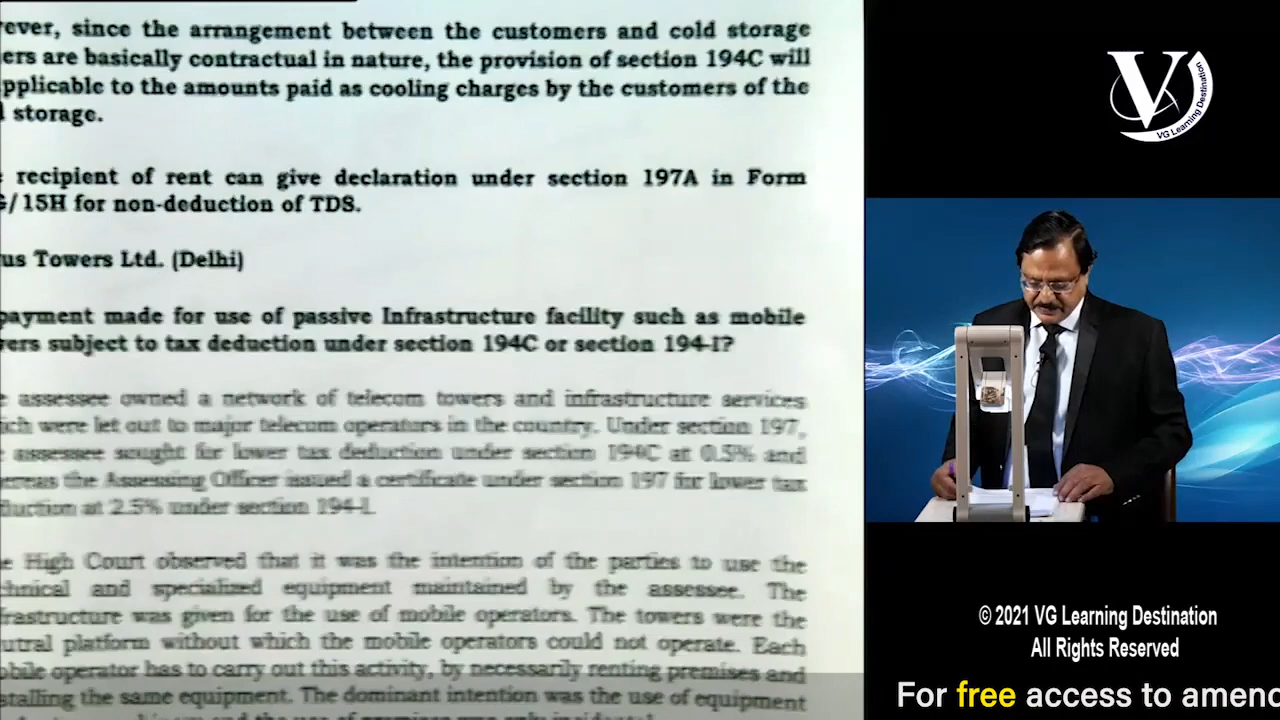 ever, since the arrangement between the customers and cold storage
ers are basically contractual in nature, the provision of section 194C will
pplicable to the amounts paid as cooling charges by the customers of the
storage.
recipient of rent can give declaration under section 197A in Form
G/15H for non-deduction of TDS.
us Towers Ltd. (Delhi)
payment made for use of passive Infrastructure facility such as mobile
ers subject to tax deduction under section 194C or section 194-I?
assessee owned a network of telecom towers and infrastructure services
ich were let out to major telecom operators in the country. Under section 197,
assessee sought for lower tax deduction under section 194C at 0.5% and
ereas the Assessing Officer issued a certificate under section 197 for lower tax
duction at 2.5% under section 194-I.
e High Court observed that it was the intention of the parties to use the
chnical and specialized equipment maintained by the assessee. The
frastructure was given for the use of mobile operators. The towers were the
utral platform without which the mobile operators could not operate. Each
bile operator has to carry out this activity, by necessarily renting premises and
stalling the same equipment. The dominant intention was the use of equipment
and the use of premises was only incidental.
V
VG Learning Destination
© 2021 VG Learning Destination
All Rights Reserved
For free access to amend